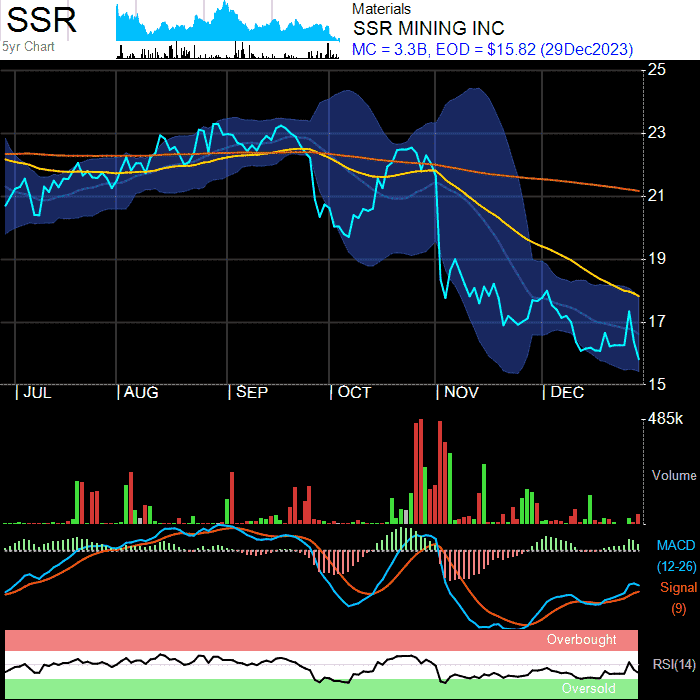 SSR
5yr Chart
Materials
SSR MINING INC
MC = 3.3B, EOD = $15.82 (29Dec2023)
25
23
21
19
17
15
JUL
AUG
SEP
OCT
NOV
DEC
485k
Volume
MACD
(12-26)
Signal
(9)
Overbought
RSI(14)
Oversold